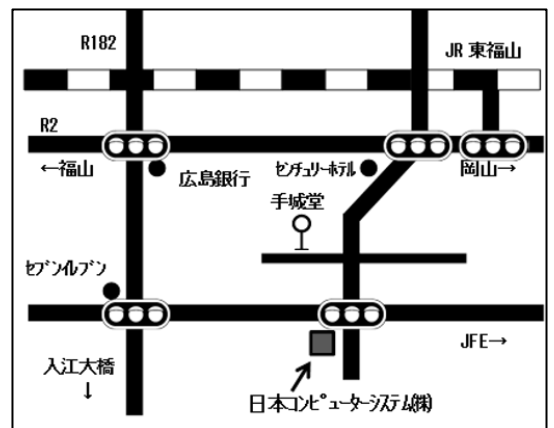 R182
JR 東福山
R2
←福山
広島銀行
ｾﾝﾁｭﾘｰﾎﾃﾙ
岡山→
手城堂
ｾﾌﾞﾝｲﾚﾌﾞﾝ
JFE→
入江大橋
↓
日本ｺﾝﾋﾟｭｰﾀｰｼｽﾃﾑ㈱